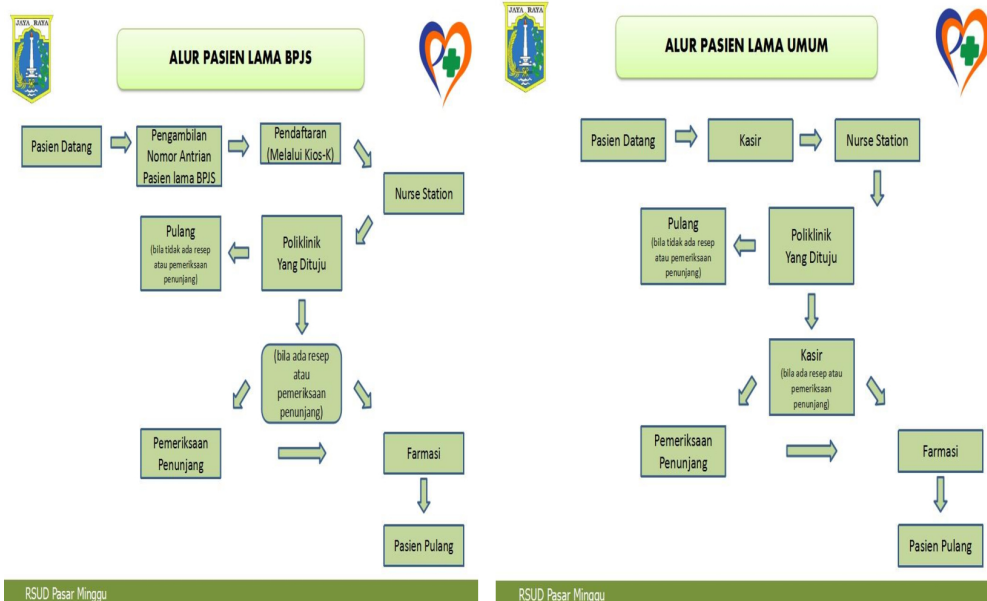 JAYA RAYA
ALUR PASIEN LAMA BPJS
Pasien Datang
Pengambilan
Nomor Antrian
Pasien lama BPJS
Pendaftaran
(Melalui Kios-K)
Nurse Station
Pulang
(bila tidak ada resep
atau pemeriksaan
penunjang)
Poliklinik
Yang Dituju
(bila ada resep
atau
pemeriksaan
penunjang)
Pemeriksaan
Penunjang
Farmasi
Pasien Pulang
RSUD Pasar Minggu
JAYA RAYA
ALUR PASIEN LAMA UMUM
Pasien Datang
Kasir
Nurse Station
Pulang
(bila tidak ada resep
atau pemeriksaan
penunjang)
Poliklinik
Yang Dituju
Kasir
(bila ada resep atau
pemeriksaan
penunjang)
Pemeriksaan
Penunjang
Farmasi
Pasien Pulang
RSUD Pasar Minggu